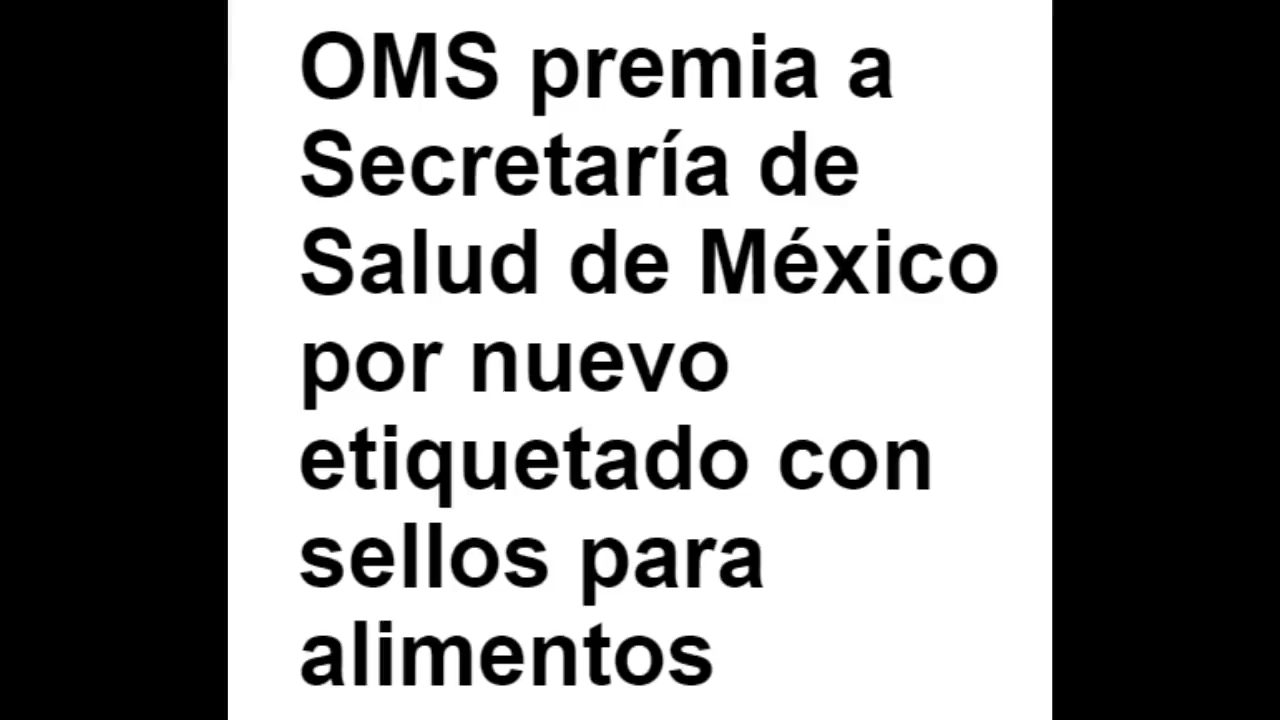 OMS premia a
Secretaría de
Salud de México
por nuevo
etiquetado con
sellos para
alimentos